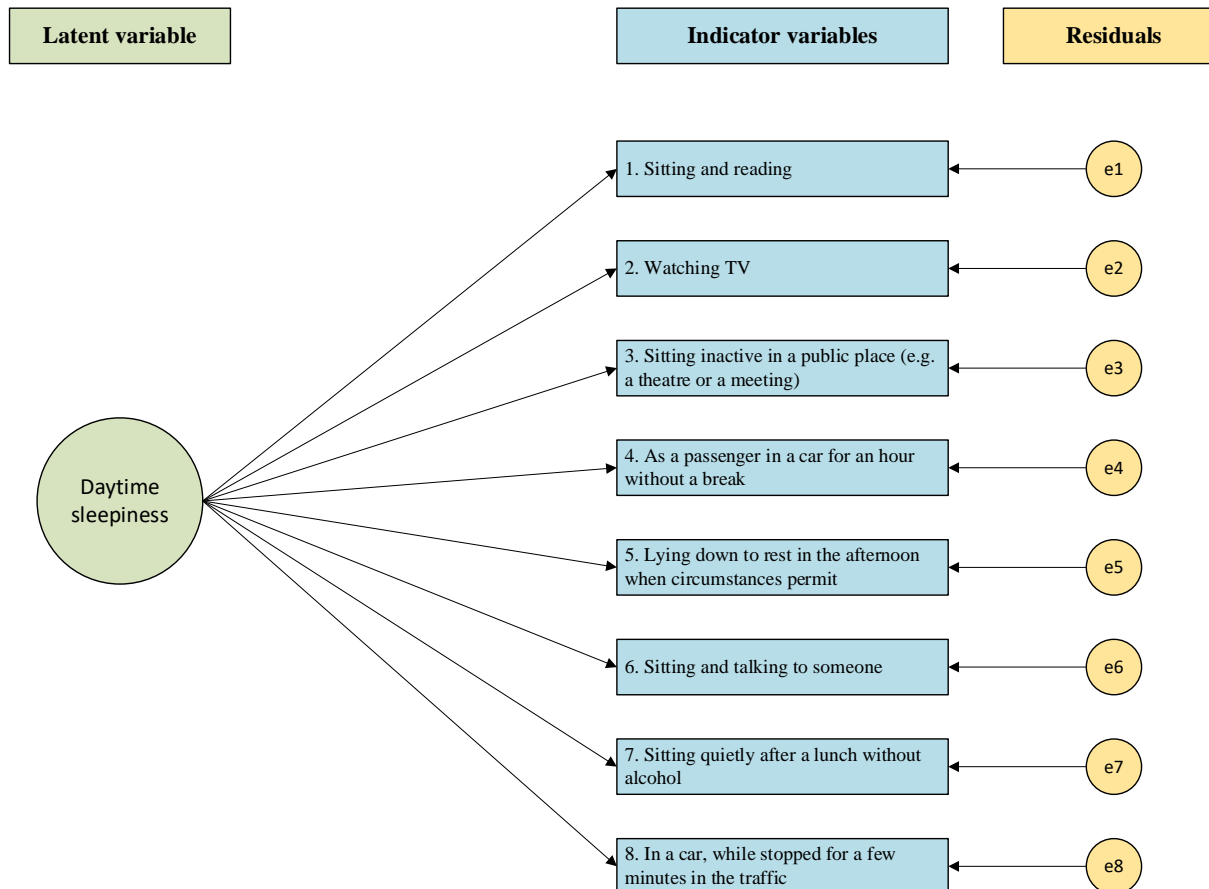 Latent variable
Indicator variables
Residuals
1. Sitting and reading
e1
2. Watching TV
e2
3. Sitting inactive in a public place (e.g.
a theatre or a meeting)
e3
4. As a passenger in a car for an hour
without a break
e4
Daytime
sleepiness
5. Lying down to rest in the afternoon
when circumstances permit
e5
6. Sitting and talking to someone
e6
7. Sitting quietly after a lunch without
alcohol
e7
8. In a car, while stopped for a few
minutes in the traffic
e8